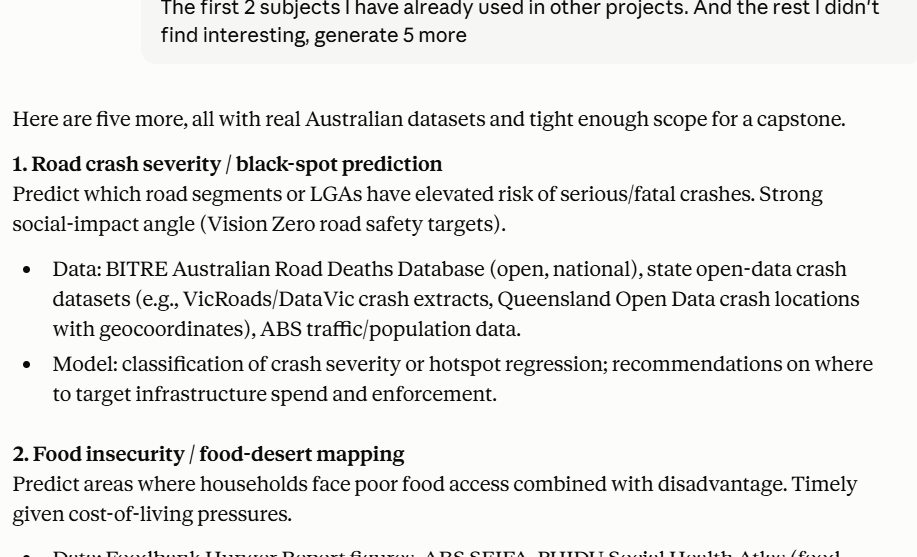 The first 2 subjects I have already used in other projects. And the rest I didn't
find interesting, generate 5 more
Here are five more, all with real Australian datasets and tight enough scope for a capstone.
1. Road crash severity / black-spot prediction
Predict which road segments or LGAs have elevated risk of serious/fatal crashes. Strong
social-impact angle (Vision Zero road safety targets).
• Data: BITRE Australian Road Deaths Database (open, national), state open-data crash
datasets (e.g., VicRoads/DataVic crash extracts, Queensland Open Data crash locations
with geocoordinates), ABS traffic/population data.
• Model: classification of crash severity or hotspot regression; recommendations on where
to target infrastructure spend and enforcement.
2. Food insecurity / food-desert mapping
Predict areas where households face poor food access combined with disadvantage. Timely
given cost-of-living pressures.
• Data: Foodbank Hunger Report figures, ABS SEIFA, PHIDU Social Health Atlas (food